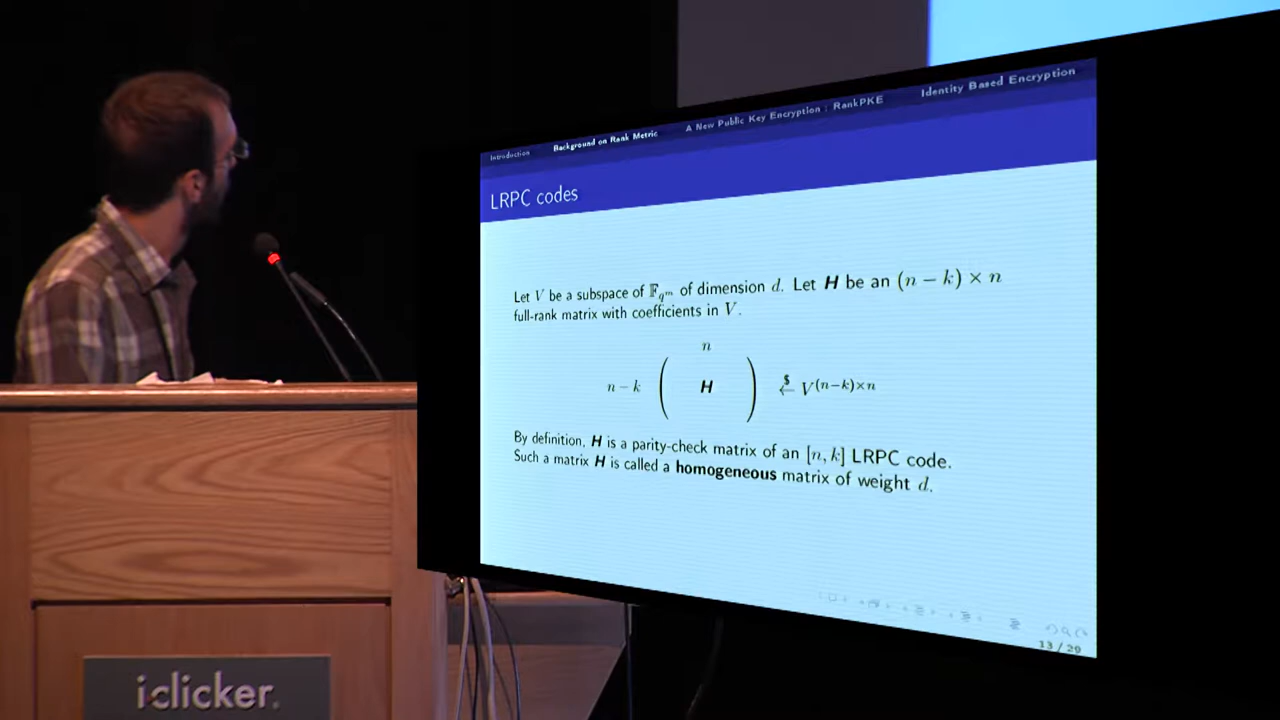 Introduction Background on Rank Metric A New Public Key Encryption : RankPKE Identity Based Encryption
LRPC codes
Let V be a subspace of 𝔽_{q^m} of dimension d. Let H be an (n − k) × n
full-rank matrix with coefficients in V.
n
n − k ( H ) ←$ V^{(n−k)×n}
By definition, H is a parity-check matrix of an [n, k] LRPC code.
Such a matrix H is called a homogeneous matrix of weight d.
13 / 29
iclicker.